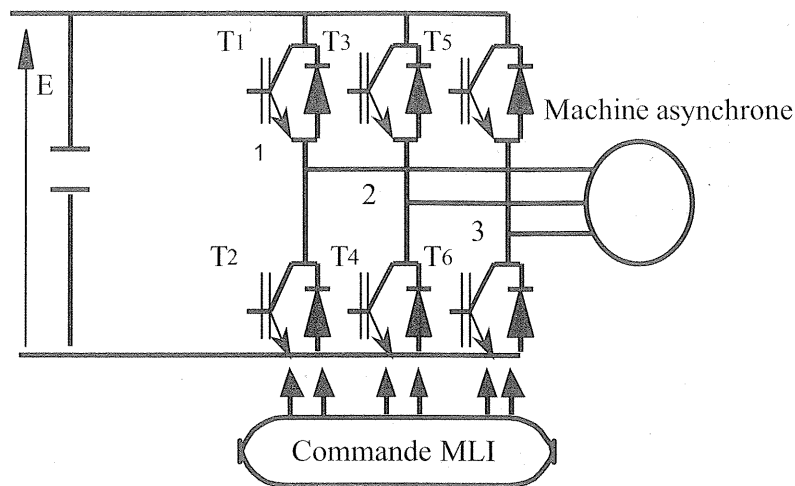 T1 T3 T5
E
Machine asynchrone
1
2
3
T2 T4 T6
Commande MLI